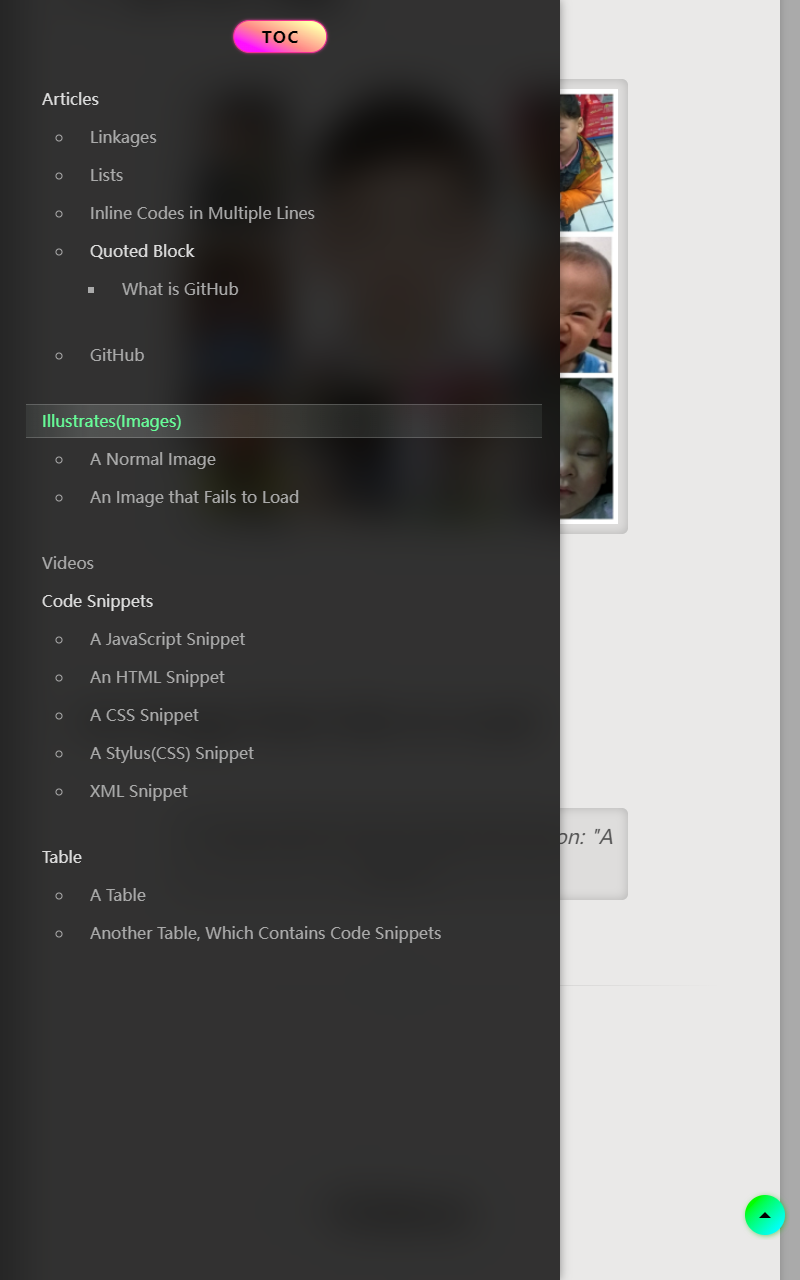 TOC
Articles
Linkages
Lists
Inline Codes in Multiple Lines
Quoted Block
What is GitHub
GitHub
Illustrates(Images)
A Normal Image
An Image that Fails to Load
Videos
Code Snippets
A JavaScript Snippet
An HTML Snippet
A CSS Snippet
A Stylus(CSS) Snippet
XML Snippet
on: "A
Table
A Table
Another Table, Which Contains Code Snippets